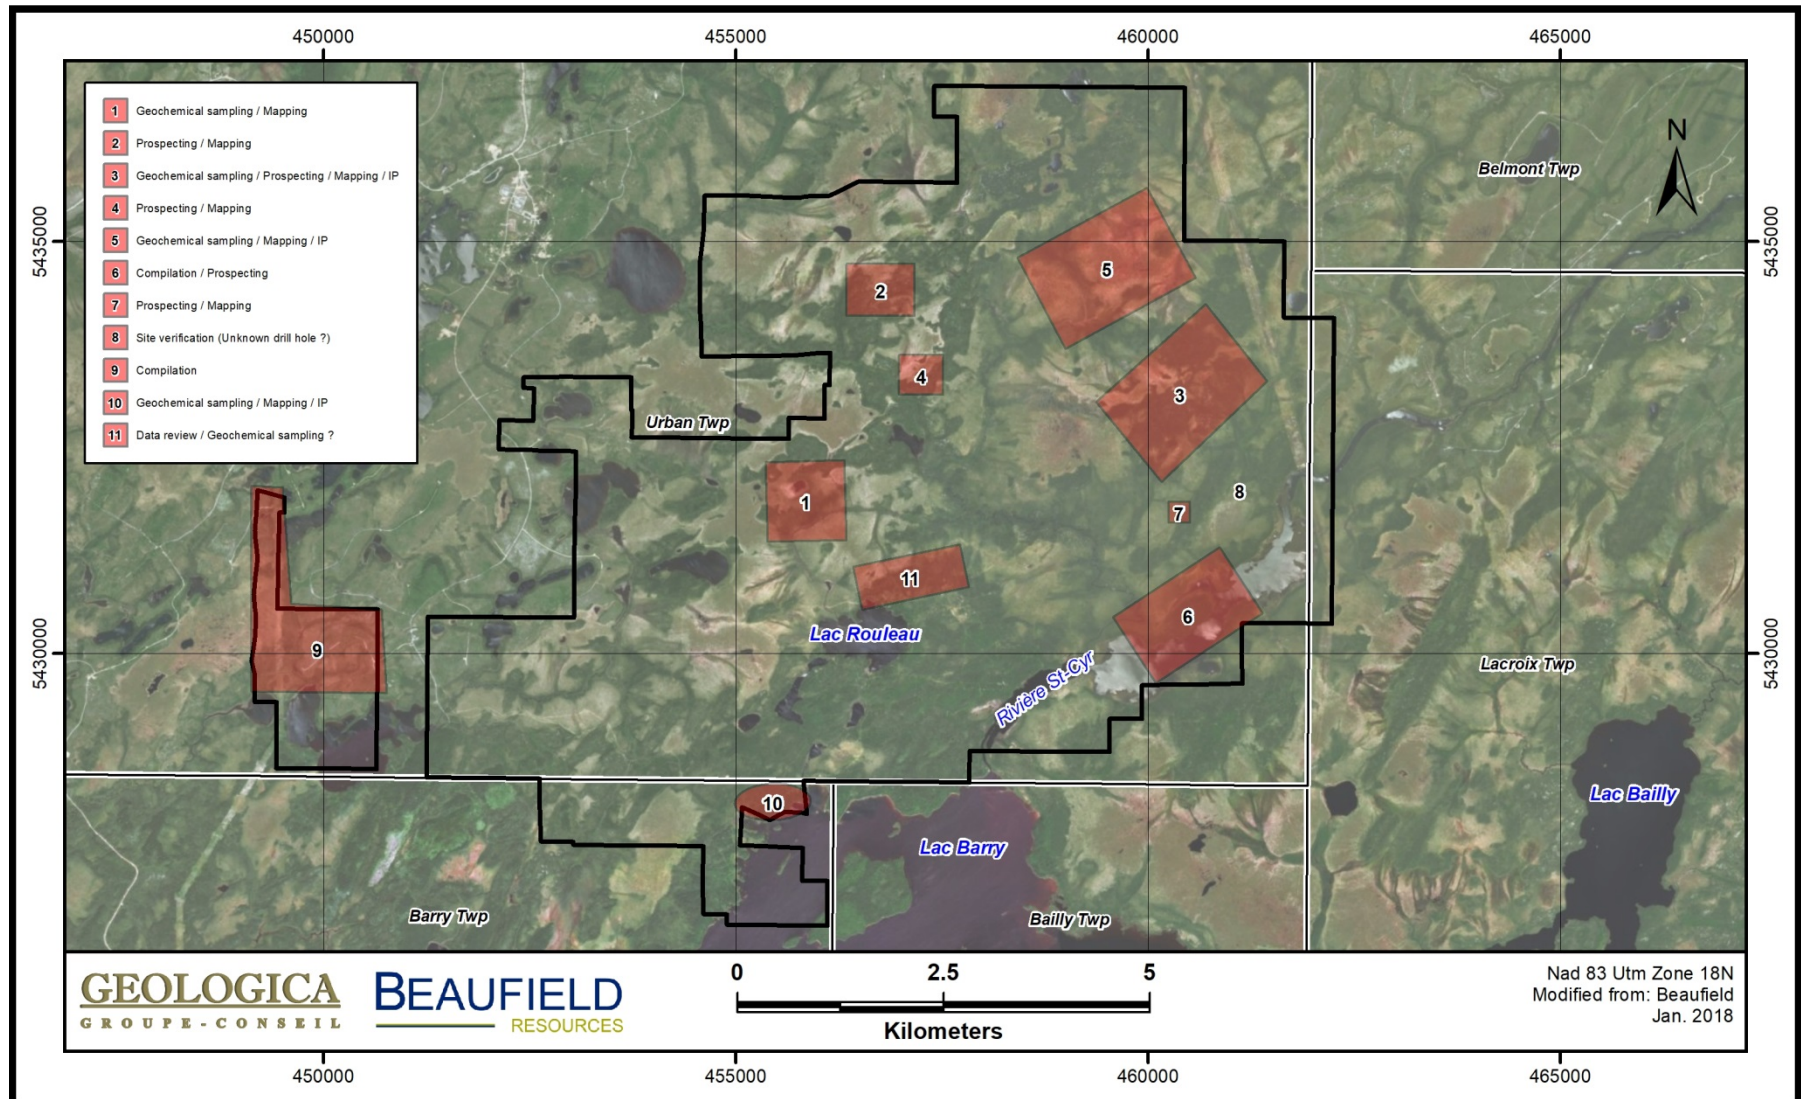 450000
455000
460000
465000
1 Geochemical sampling / Mapping
2 Prospecting / Mapping
3 Geochemical sampling / Prospecting / Mapping / IP
4 Prospecting / Mapping
5 Geochemical sampling / Mapping / IP
6 Compilation / Prospecting
7 Prospecting / Mapping
8 Site verification (Unknown drill hole ?)
9 Compilation
10 Geochemical sampling / Mapping / IP
11 Data review / Geochemical sampling ?
N
Belmont Twp
5435000
5435000
5
2
4
3
Urban Twp
1
8
7
11
6
Lac Rouleau
9
5430000
5430000
Rivière St-Cyr
Lacroix Twp
10
Lac Bailly
Lac Barry
Barry Twp
Bailly Twp
GEOLOGICA
GROUPE-CONSEIL
BEAUFIELD
RESOURCES
0 2.5 5
Kilometers
Nad 83 Utm Zone 18N
Modified from: Beaufield
Jan. 2018
450000
455000
460000
465000